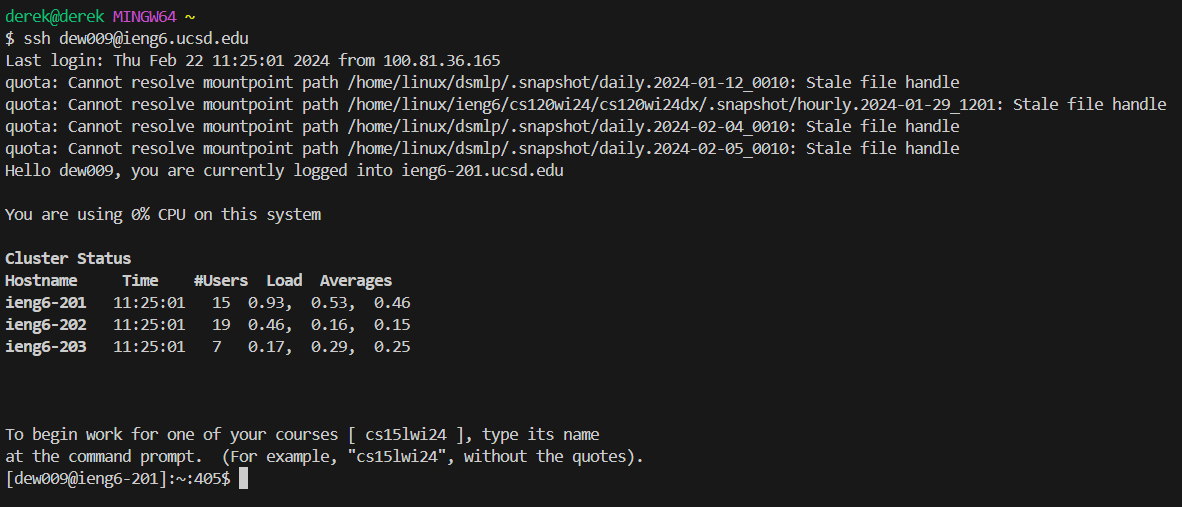 derek@derek MINGW64 ~
$ ssh dew009@ieng6.ucsd.edu
Last login: Thu Feb 22 11:25:01 2024 from 100.81.36.165
quota: Cannot resolve mountpoint path /home/linux/dsmlp/.snapshot/daily.2024-01-12_0010: Stale file handle
quota: Cannot resolve mountpoint path /home/linux/ieng6/cs120wi24/cs120wi24dx/.snapshot/hourly.2024-01-29_1201: Stale file handle
quota: Cannot resolve mountpoint path /home/linux/dsmlp/.snapshot/daily.2024-02-04_0010: Stale file handle
quota: Cannot resolve mountpoint path /home/linux/dsmlp/.snapshot/daily.2024-02-05_0010: Stale file handle
Hello dew009, you are currently logged into ieng6-201.ucsd.edu
You are using 0% CPU on this system
Cluster Status
Hostname     Time    #Users  Load  Averages
ieng6-201   11:25:01   15  0.93,  0.53,  0.46
ieng6-202   11:25:01   19  0.46,  0.16,  0.15
ieng6-203   11:25:01   7   0.17,  0.29,  0.25
To begin work for one of your courses [ cs15lwi24 ], type its name
at the command prompt.  (For example, "cs15lwi24", without the quotes).
[dew009@ieng6-201]:~:405$